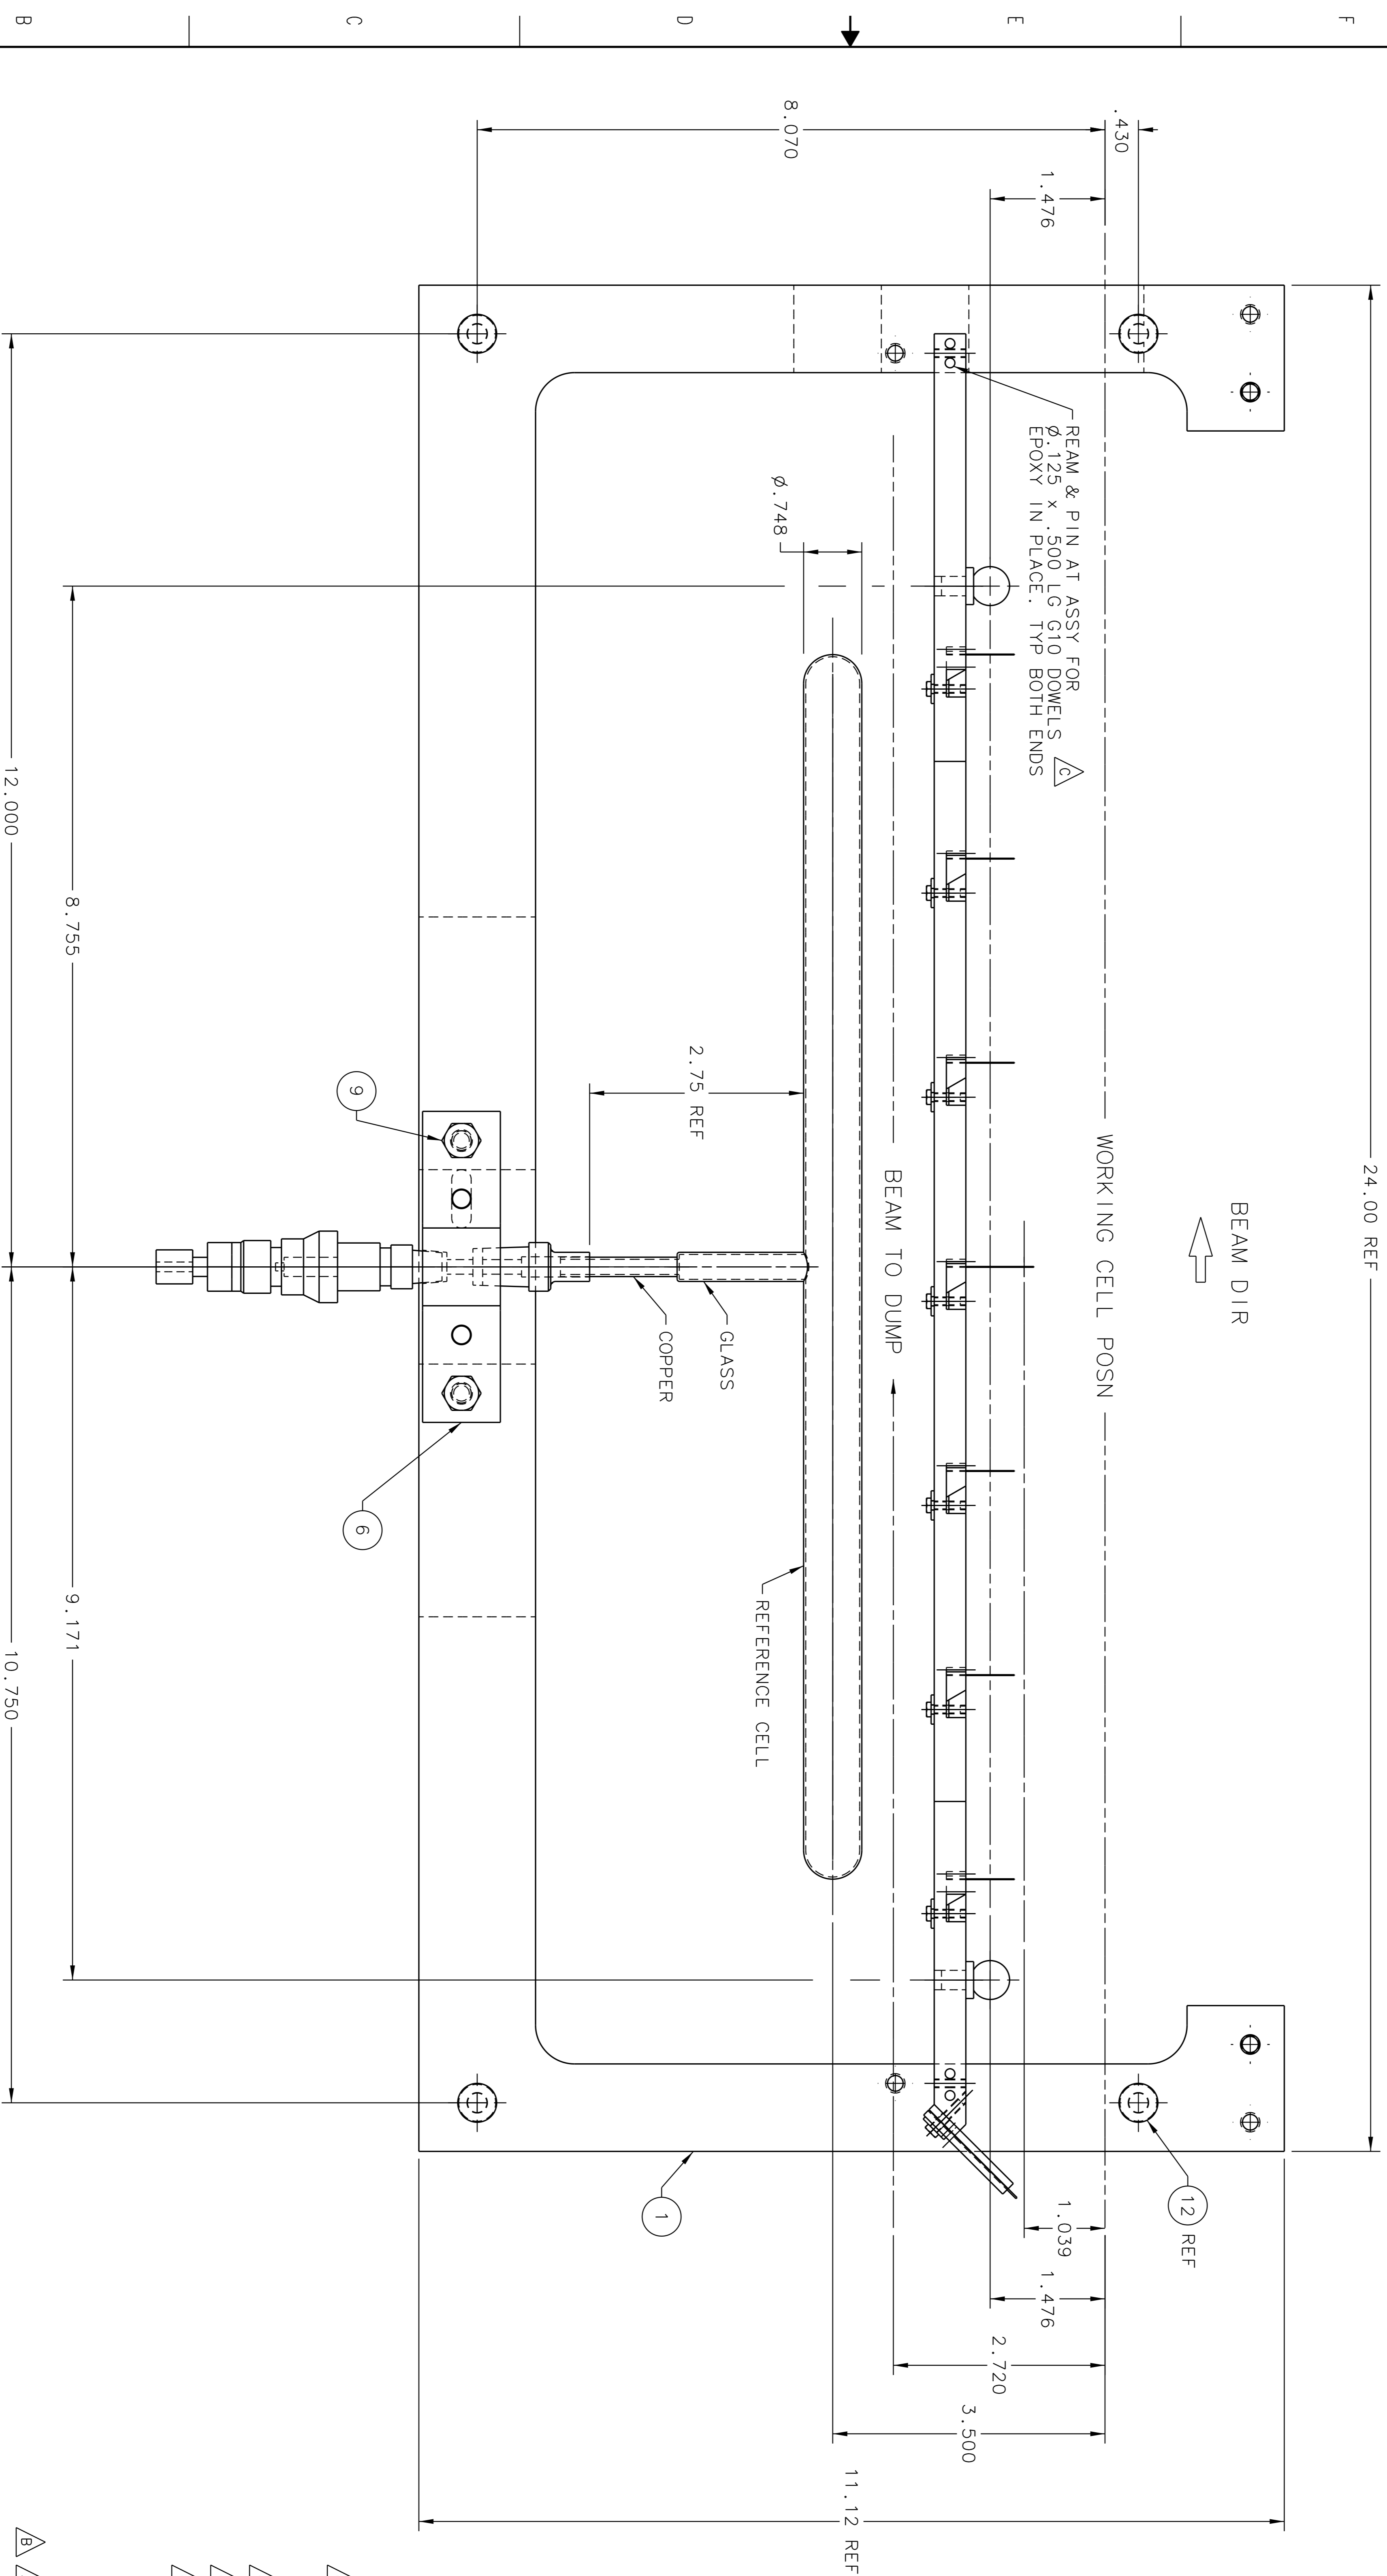 F
E
D
C
B
24.00 REF
BEAM DIR
WORKING CELL POSN
.430
1.476
8.070
REAM & PIN AT ASSY FOR
Ø.125 x .500 LG G10 DOWELS
EPOXY IN PLACE. TYP BOTH ENDS
C
BEAM TO DUMP
Ø.748
2.75 REF
GLASS
COPPER
REFERENCE CELL
12 REF
1.039
1.476
2.720
3.500
11.12 REF
1
9
6
8.755
9.171
12.000
10.750
B